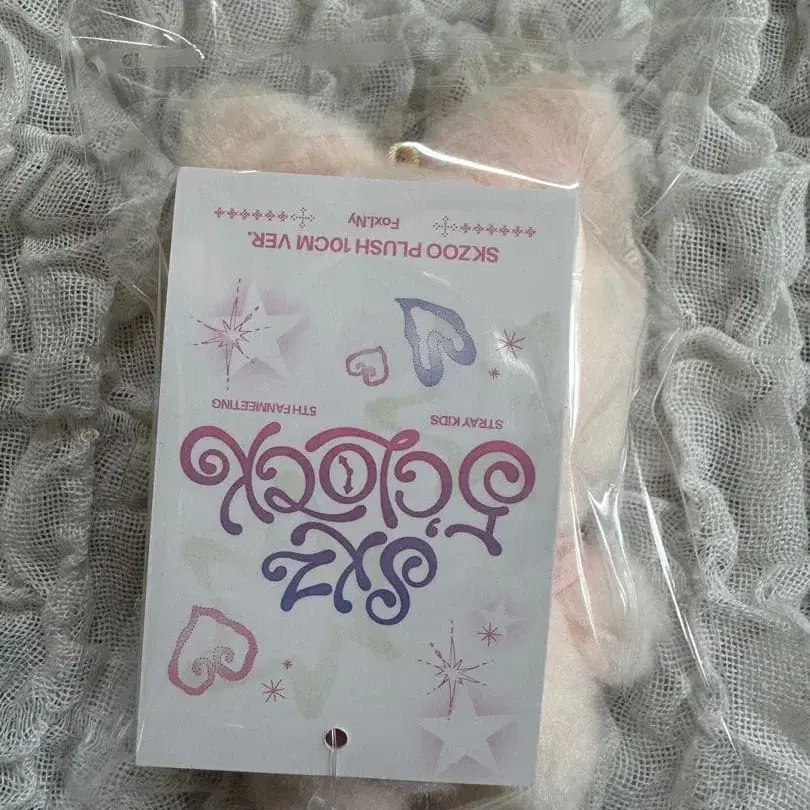 SKZ
5'CLOCK
STRAY KIDS
5TH FANMEETING
SKZOO PLUSH 10CM VER.
FoxI.Ny